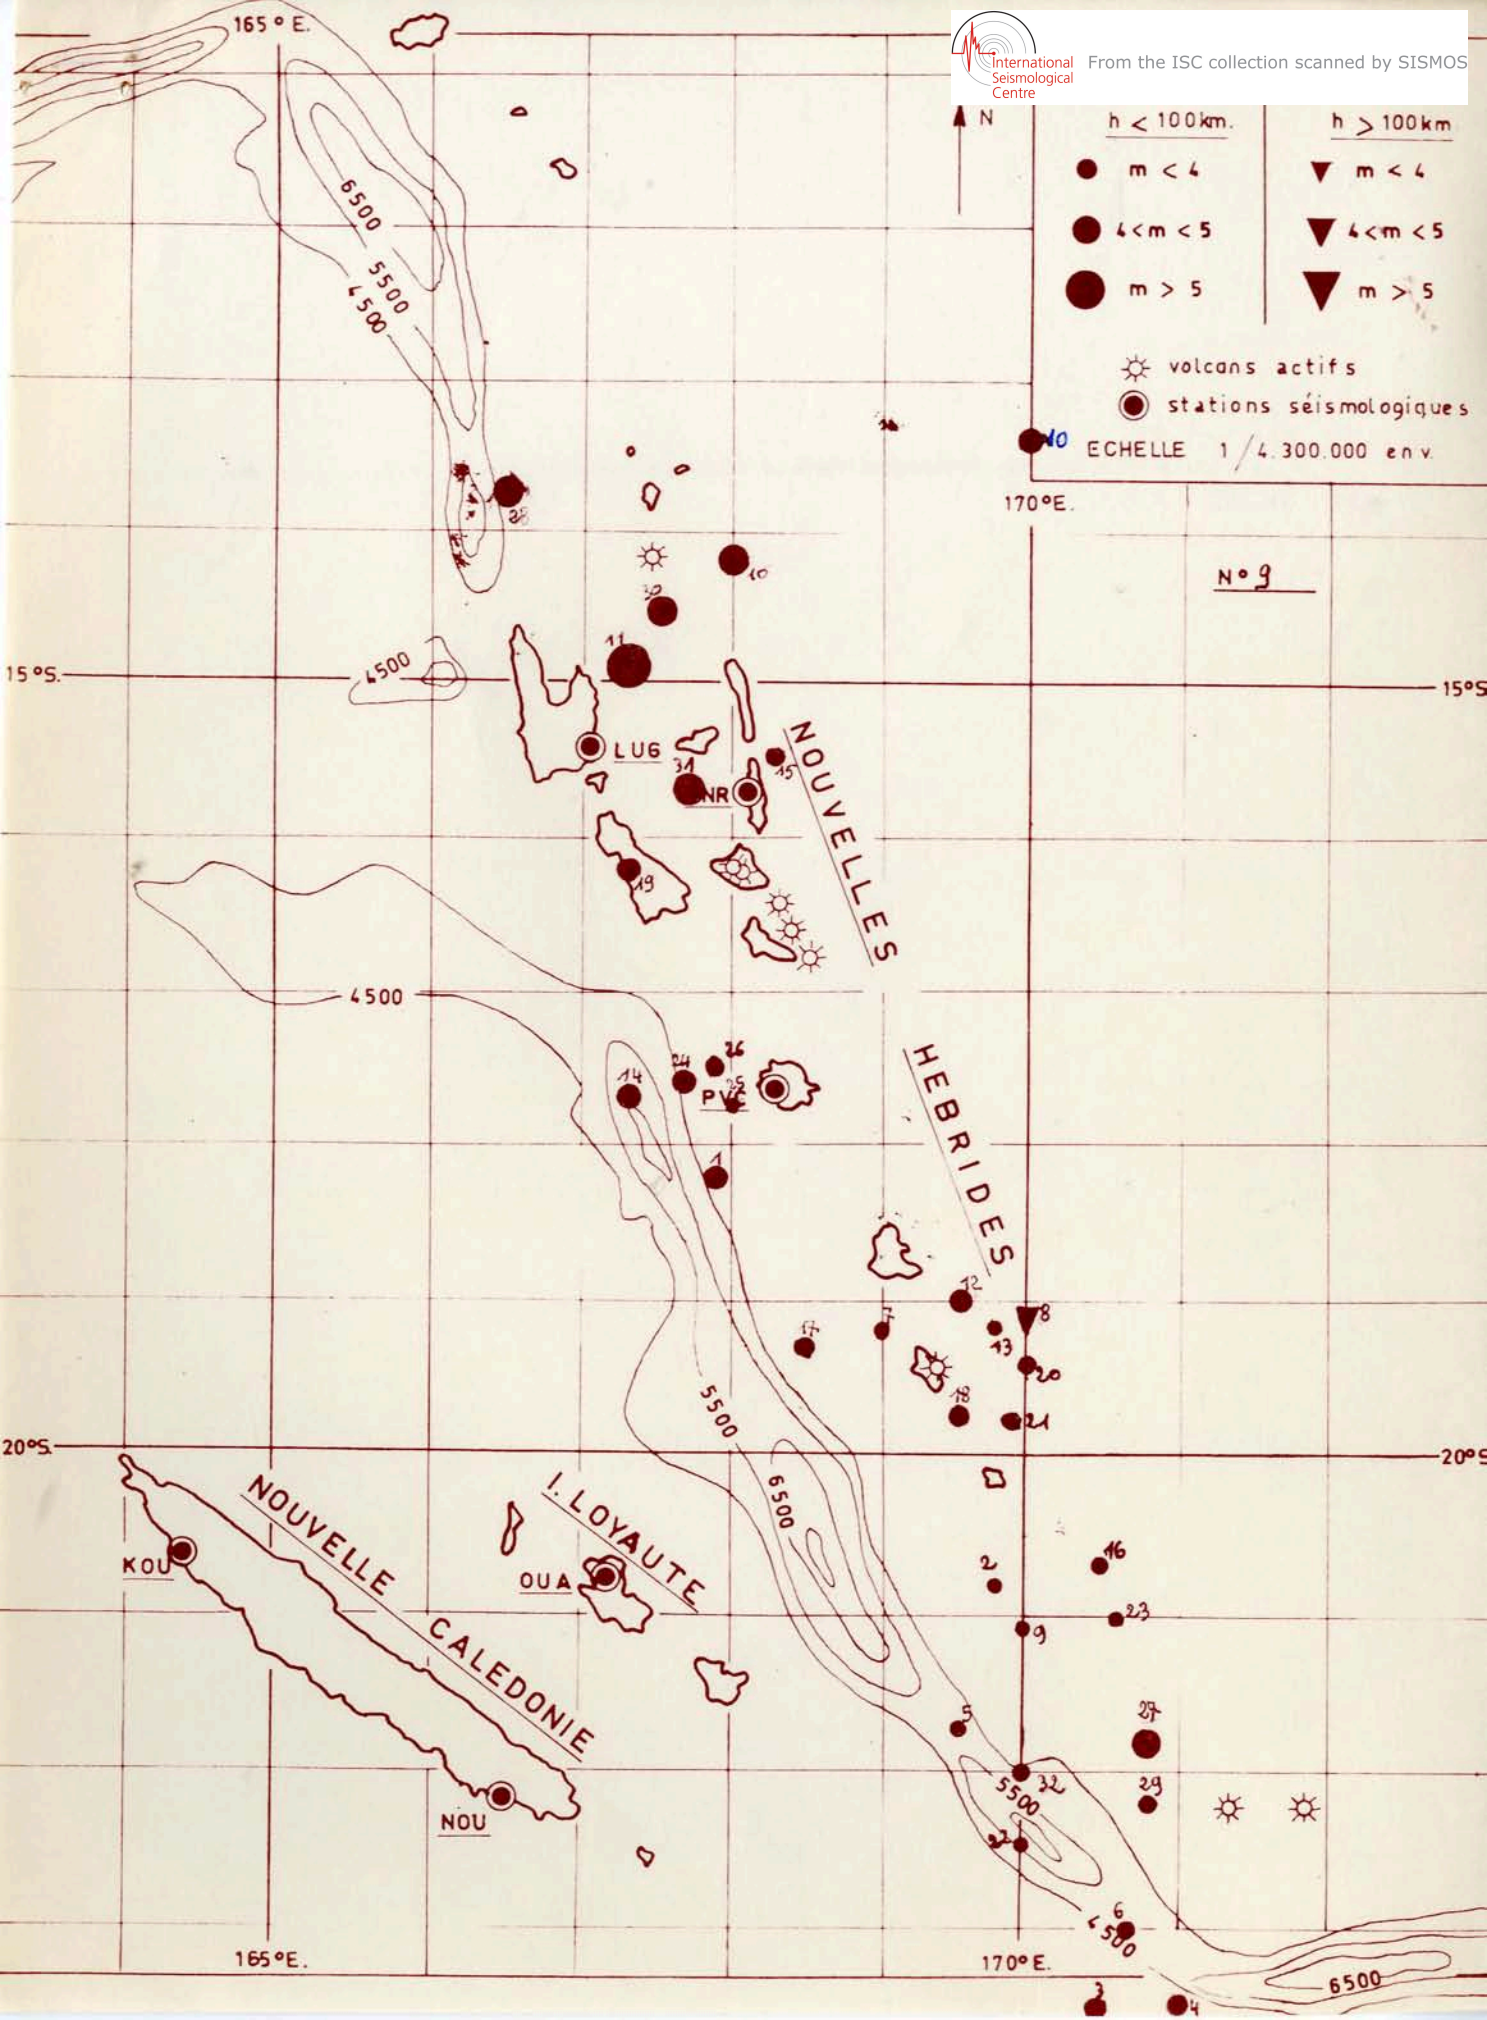 165° E.
International
Seismological
Centre
From the ISC collection scanned by SISMOS
N
h < 100km.
h > 100km
m < 4
m < 4
4<m < 5
4<m < 5
m > 5
m > 5
volcans actifs
stations séismologiques
ECHELLE 1/4.300.000 env.
10
6500
5500
4500
170°E.
28
N° 9
10
30
11
15°S.
4500
15°S
LUG
NOUVELLES
31
NR
15
19
4500
HEBRIDES
26
24
25
14
PVC
1
12
8
7
17
13
20
18
21
5500
20°S.
20°S
6500
NOUVELLE CALEDONIE
I. LOYAUTE
KOU
OUA
2
16
23
9
5
27
32
29
5500
NOU
22
6
4500
165°E.
170°E.
6500
3
4